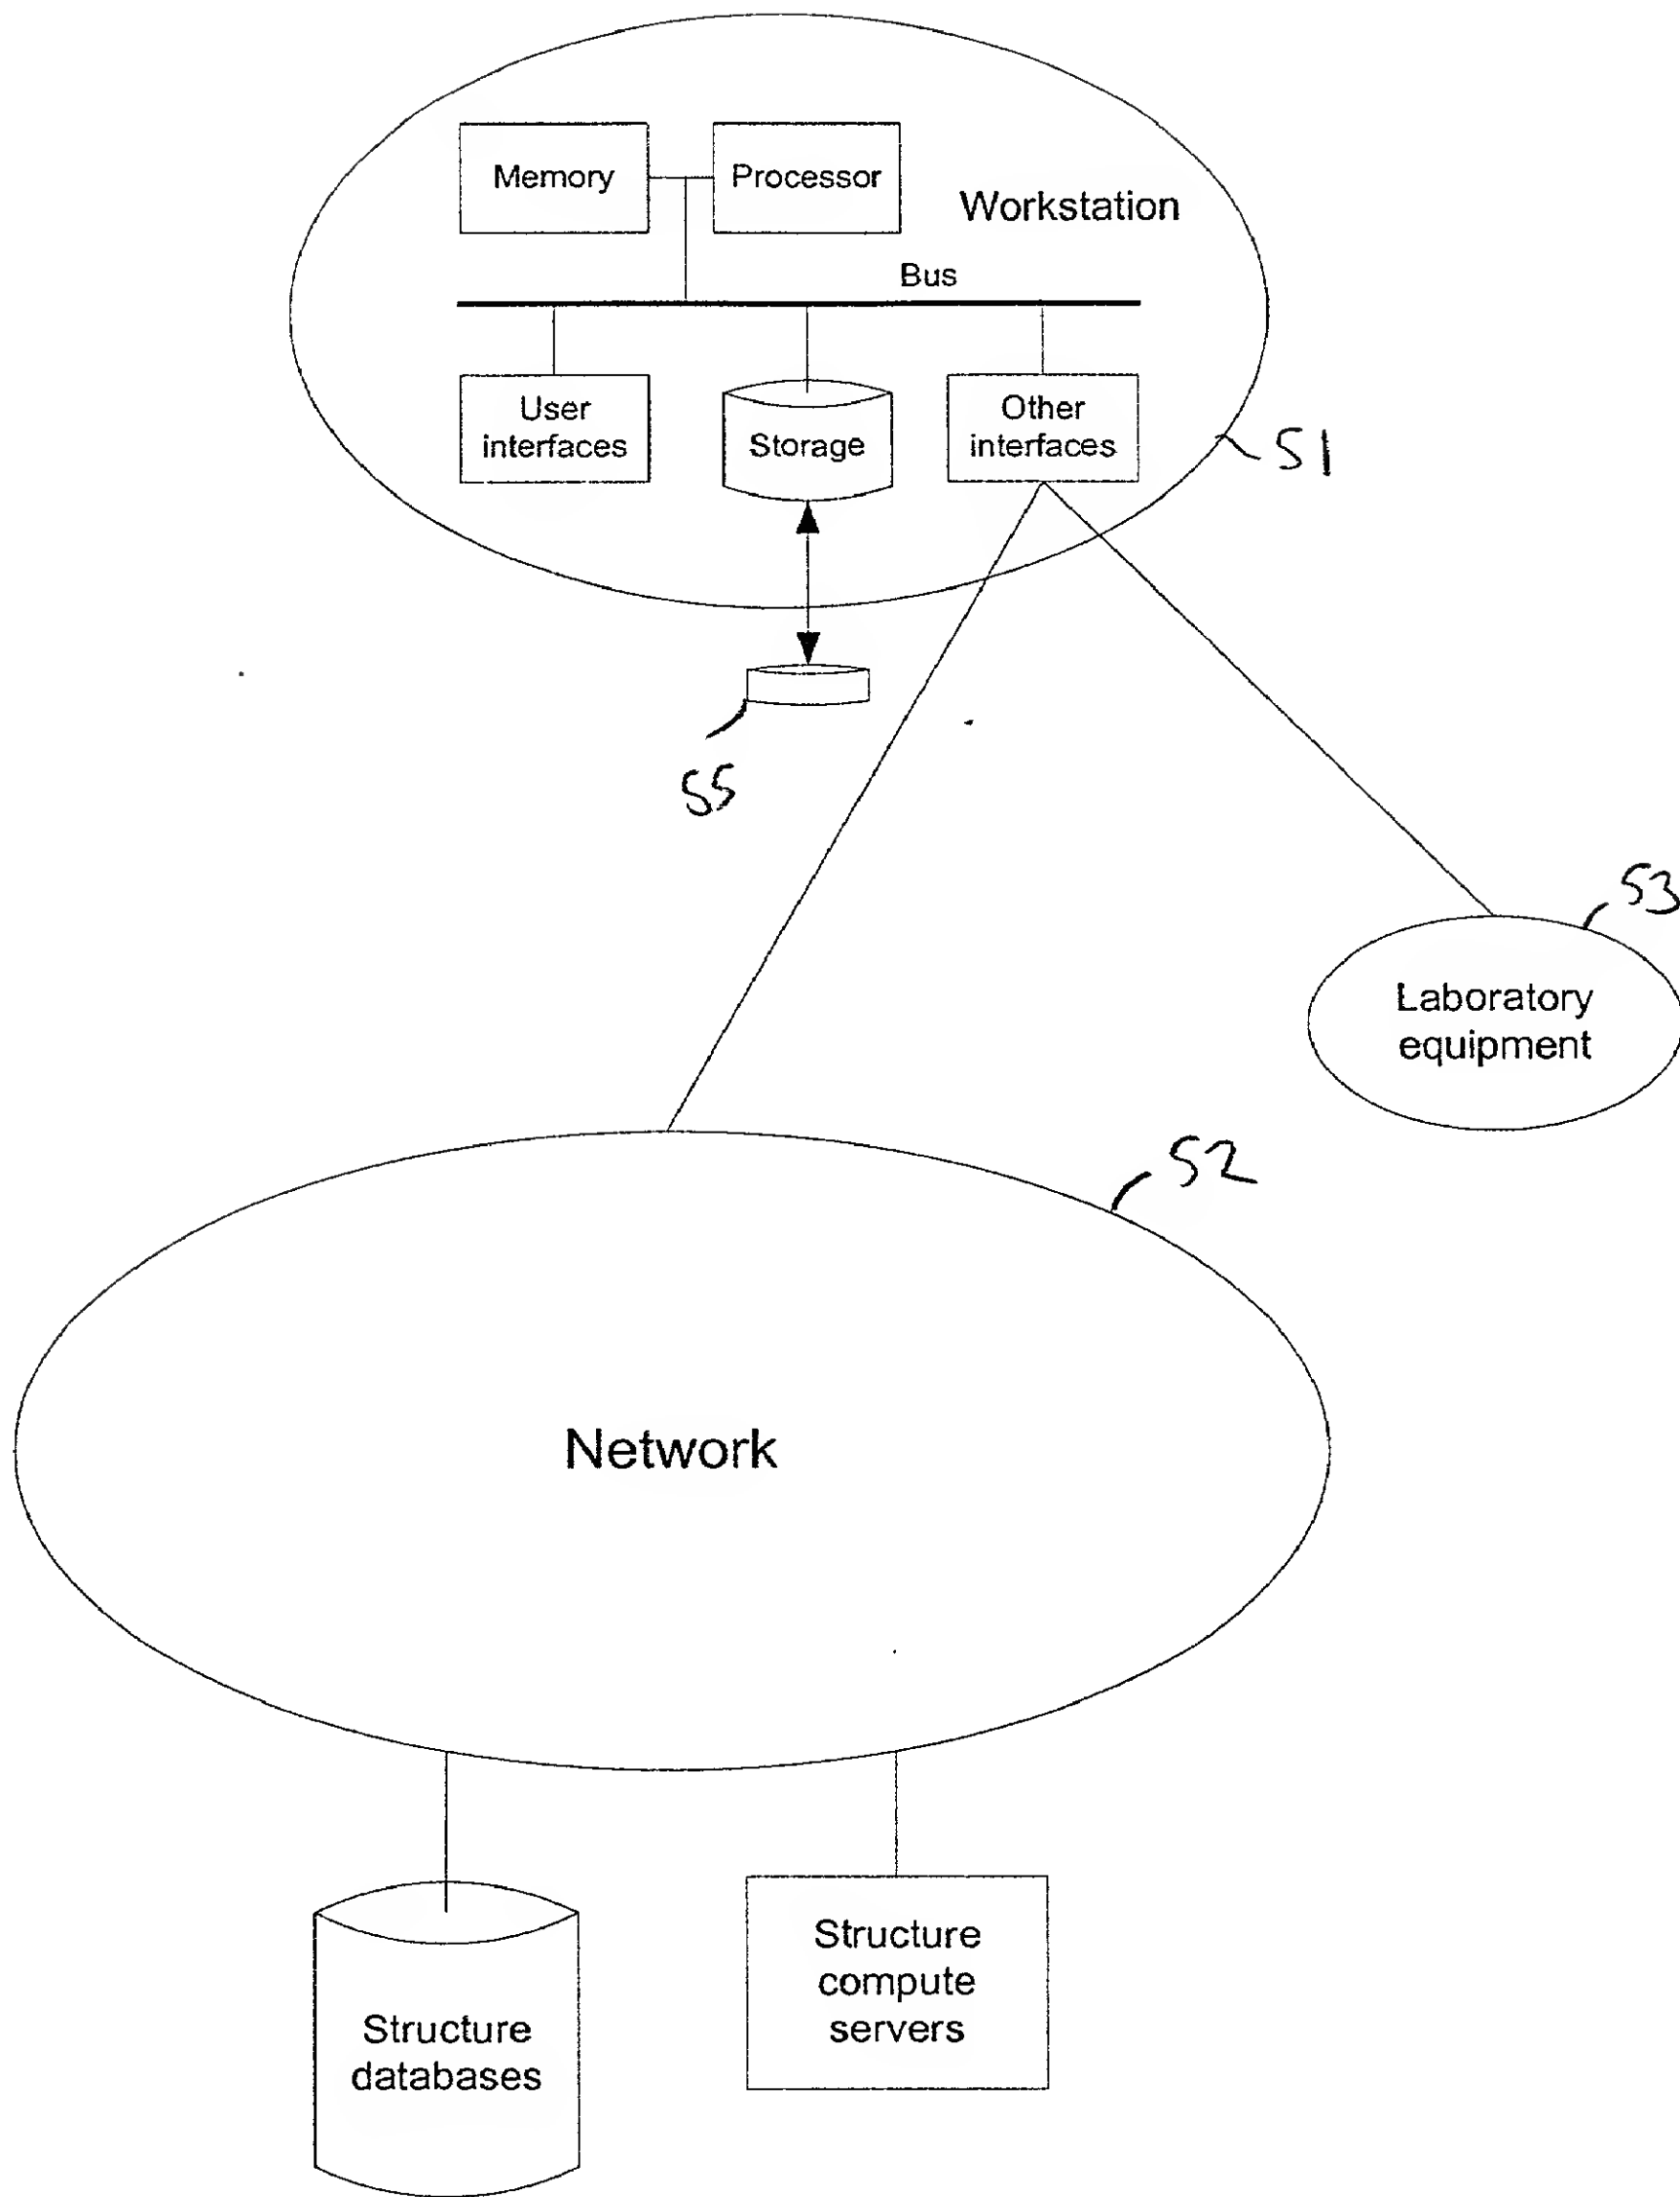 Memory
Processor
Workstation
Bus
User
interfaces
Storage
Other
interfaces
51
55
53
Laboratory
equipment
52
Network
Structure
databases
Structure
compute
servers